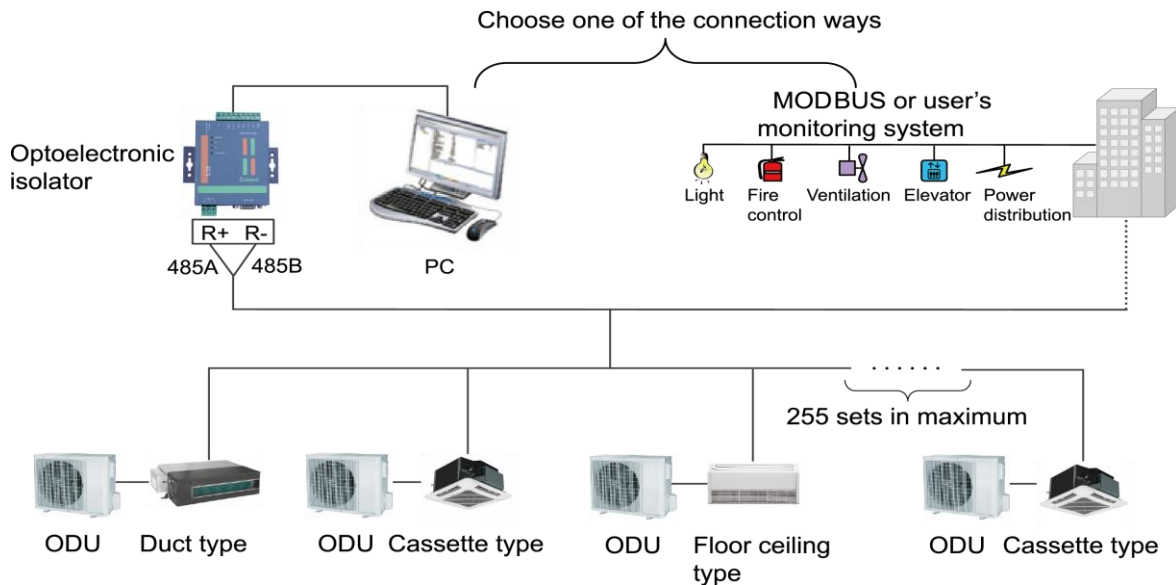 Choose one of the connection ways
MODBUS or user's
monitoring system
Optoelectronic
isolator
Light
Fire
control
Ventilation
Elevator
Power
distribution
R+ R-
485A
485B
PC
255 sets in maximum
ODU
Duct type
ODU
Cassette type
ODU
Floor ceiling
type
ODU
Cassette type